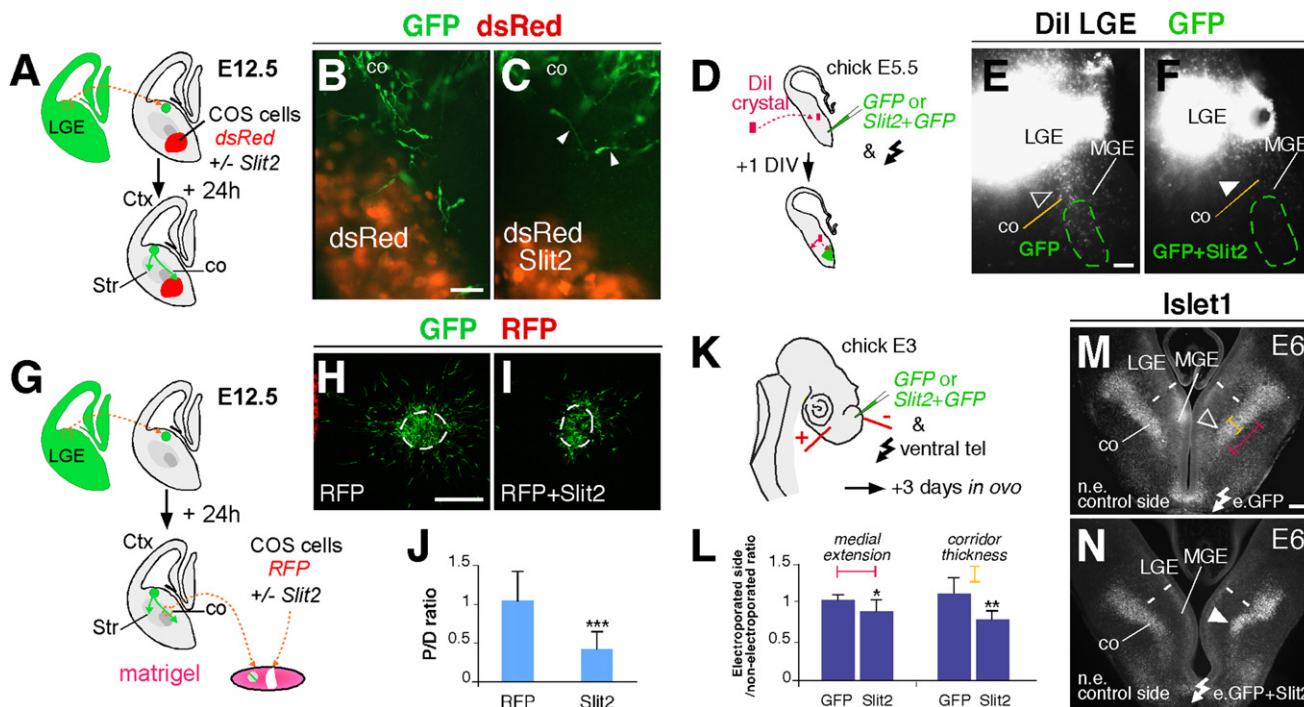 GFP dsRed
Dil LGE GFP
A
E12.5
LGE
COS cells
dsRed
+/- Slit2
+ 24h
Ctx
Str
co
B
co
dsRed
C
co
dsRed
Slit2
D
chick E5.5
DiI
crystal
GFP or
Slit2+GFP
&
+1 DIV
E
LGE
MGE
co
GFP
F
LGE
MGE
co
GFP+Slit2
GFP RFP
Islet1
G
E12.5
LGE
+ 24h
Ctx
COS cells
RFP
+/- Slit2
Str
co
matrigel
H
RFP
I
RFP+Slit2
J
P/D ratio
1.5
1
0.5
0
***
RFP
Slit2
K
chick E3
GFP or
Slit2+GFP
-
+
&
ventral tel
+3 days in ovo
L
Electroporated side
/non-electroporated ratio
medial
extension
corridor
thickness
1.5
1
0.5
0
*
**
GFP Slit2
GFP Slit2
M
E6
LGE
MGE
co
n.e.
control side
e.GFP
N
E6
LGE
MGE
co
n.e.
control side
e.GFP+Slit2